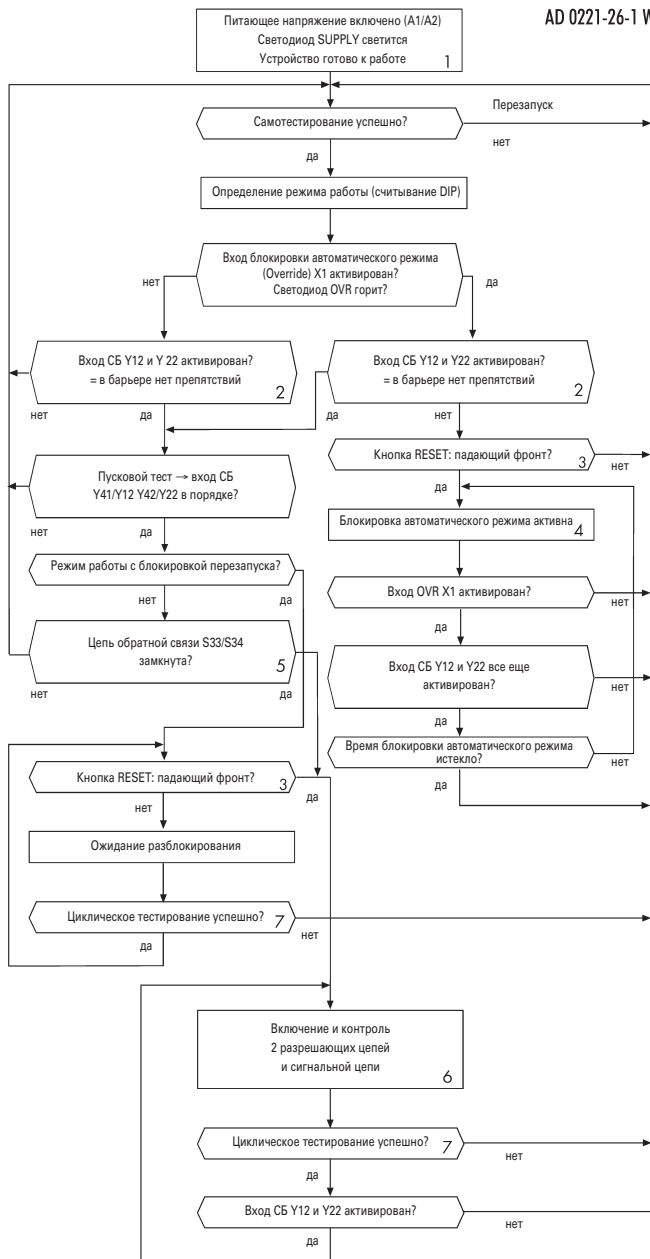 AD 0221-26-1 W
Питающее напряжение включено (A1/A2)
Светодиод SUPPLY светится
Устройство готово к работе
1
Перезапуск
Самотестирование успешно?
нет
да
Определение режима работы (считывание DIP)
Вход блокировки автоматического режима
(Override) X1 активирован?
Светодиод OVR горит?
нет
да
Вход СБ Y12 и Y 22 активирован?
= в барьере нет препятствий
2
нет
да
Вход СБ Y12 и Y22 активирован?
= в барьере нет препятствий
2
да
нет
Кнопка RESET: падающий фронт?
3
нет
да
Пусковой тест → вход СБ
Y41/Y12 Y42/Y22 в порядке?
нет
да
Блокировка автоматического режима активна
4
Режим работы с блокировкой перезапуска?
нет
да
Вход OVR X1 активирован?
нет
да
Цепь обратной связи S33/S34
замкнута?
5
нет
да
Вход СБ Y12 и Y22 все еще
активирован?
нет
да
Время блокировки автоматического режима
истекло?
нет
да
Кнопка RESET: падающий фронт?
3
да
нет
Ожидание разблокирования
Циклическое тестирование успешно?
7
нет
да
Включение и контроль
2 разрешающих цепей
и сигнальной цепи
6
Циклическое тестирование успешно?
7
нет
да
Вход СБ Y12 и Y22 активирован?
нет
да